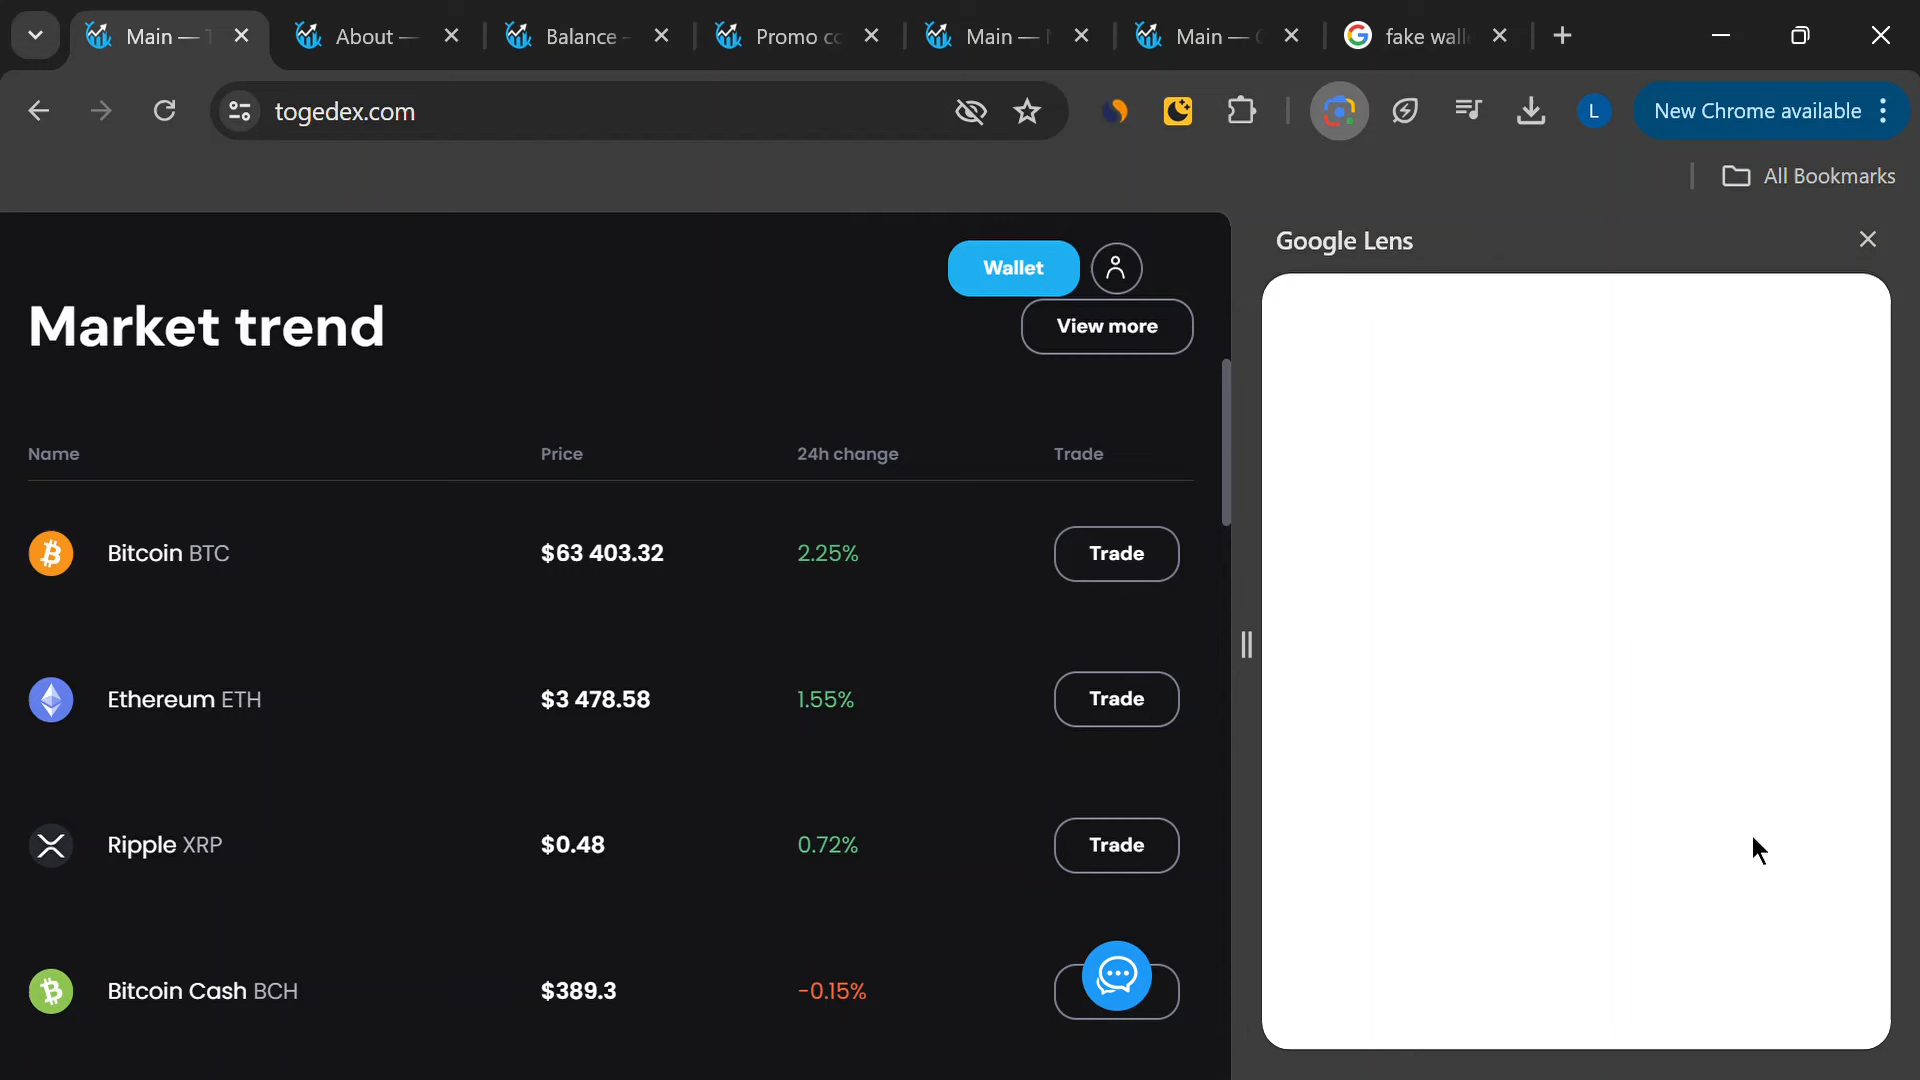 Main —
About —
Balance -
Promo co
Main —
Main —
fake wall
togedex.com
L
New Chrome available
All Bookmarks
Wallet
Market trend
View more
Google Lens
Name Price 24h change Trade
Bitcoin BTC $63 403.32 2.25% Trade
Ethereum ETH $3 478.58 1.55% Trade
Ripple XRP $0.48 0.72% Trade
Bitcoin Cash BCH $389.3 -0.15%